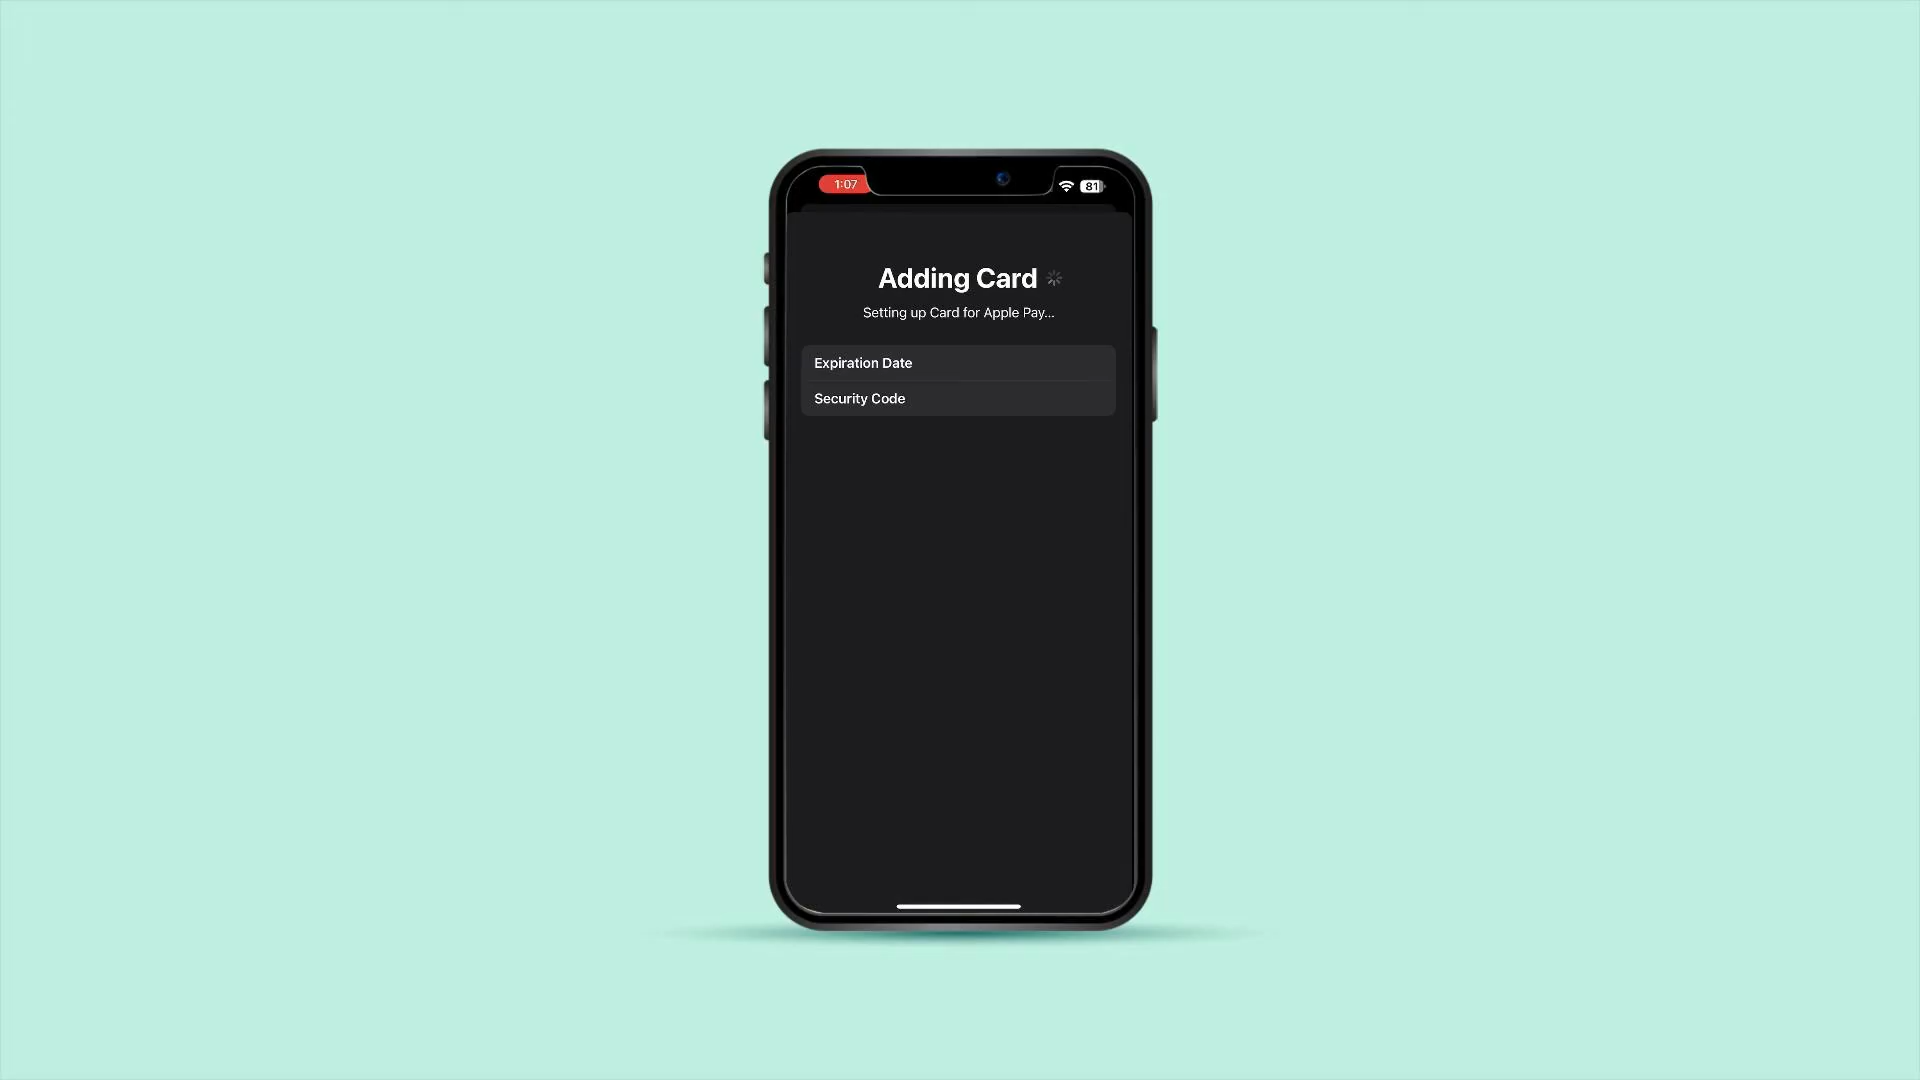 1:07
81
Adding Card
Setting up Card for Apple Pay...
Expiration Date
Security Code